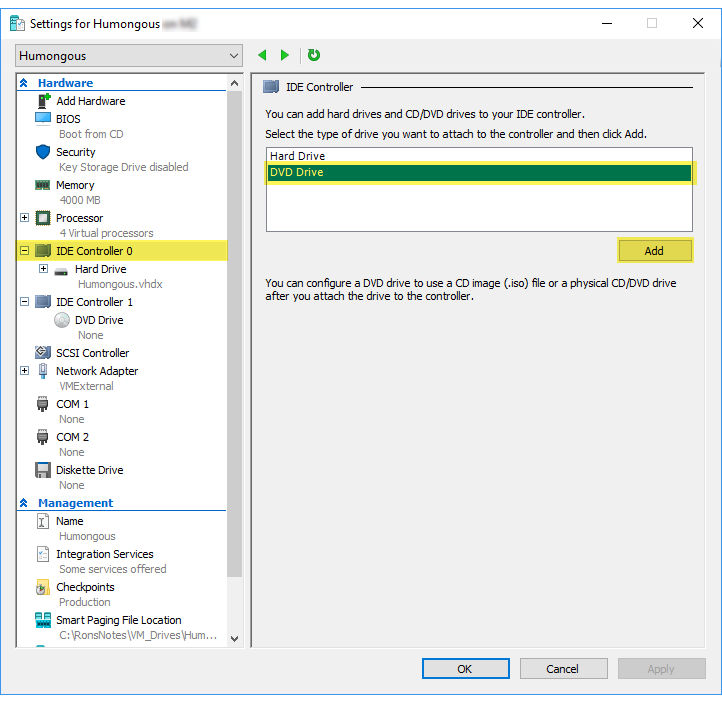 Settings for Humongous
Humongous
Hardware
Add Hardware
BIOS
Boot from CD
Security
Key Storage Drive disabled
Memory
4000 MB
Processor
4 Virtual processors
IDE Controller 0
Hard Drive
Humongous.vhdx
IDE Controller 1
DVD Drive
None
SCSI Controller
Network Adapter
VMExternal
COM 1
None
COM 2
None
Diskette Drive
None
Management
Name
Humongous
Integration Services
Some services offered
Checkpoints
Production
Smart Paging File Location
C:\RonsNotes\VM_Drives\Hum...
IDE Controller
You can add hard drives and CD/DVD drives to your IDE controller.
Select the type of drive you want to attach to the controller and then click Add.
Hard Drive
DVD Drive
Add
You can configure a DVD drive to use a CD image (.iso) file or a physical CD/DVD drive
after you attach the drive to the controller.
OK
Cancel
Apply